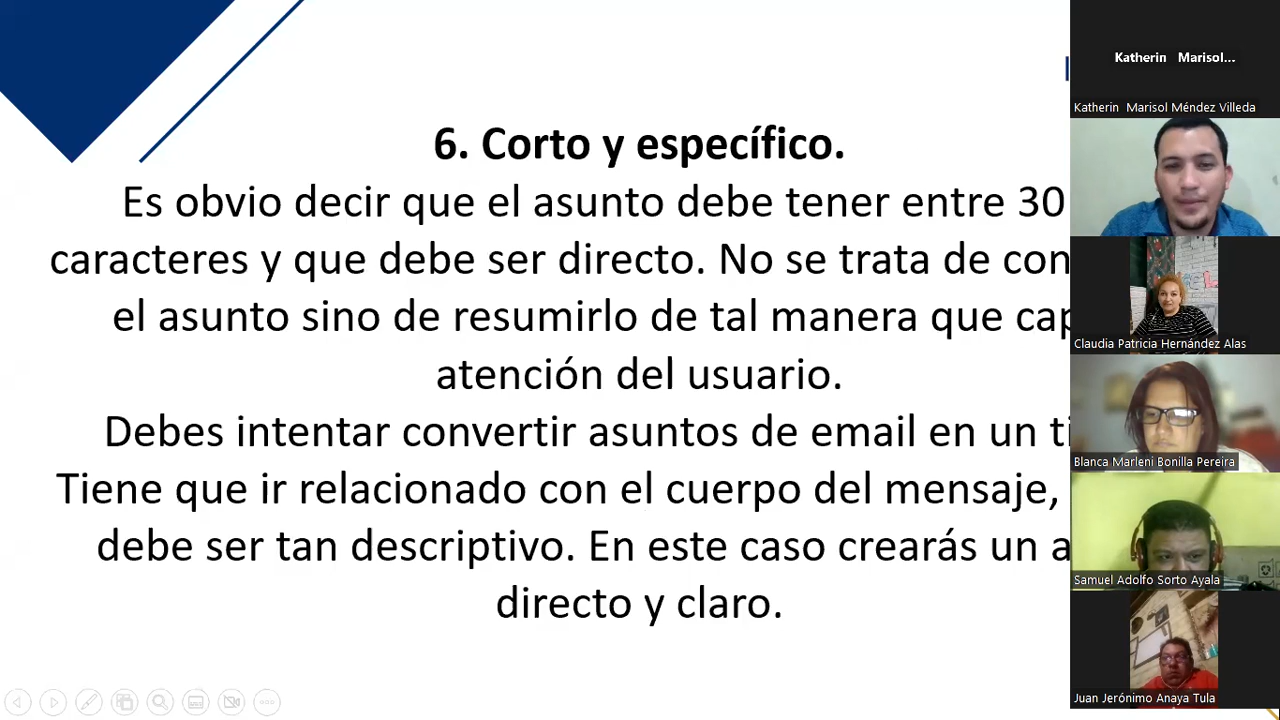 6. Corto y específico.
Es obvio decir que el asunto debe tener entre 30
caracteres y que debe ser directo. No se trata de
el asunto sino de resumirlo de tal manera que
atención del usuario.
Debes intentar convertir asuntos de email en un
Tiene que ir relacionado con el cuerpo del mensaje,
debe ser tan descriptivo. En este caso crearás un
directo y claro.
Katherin Marisol...
Katherin Marisol Méndez Villeda
Claudia Patricia Hernández Alas
Blanca Marleni Bonilla Pereira
Samuel Adolfo Sorto Ayala
Juan Jerónimo Anaya Tula